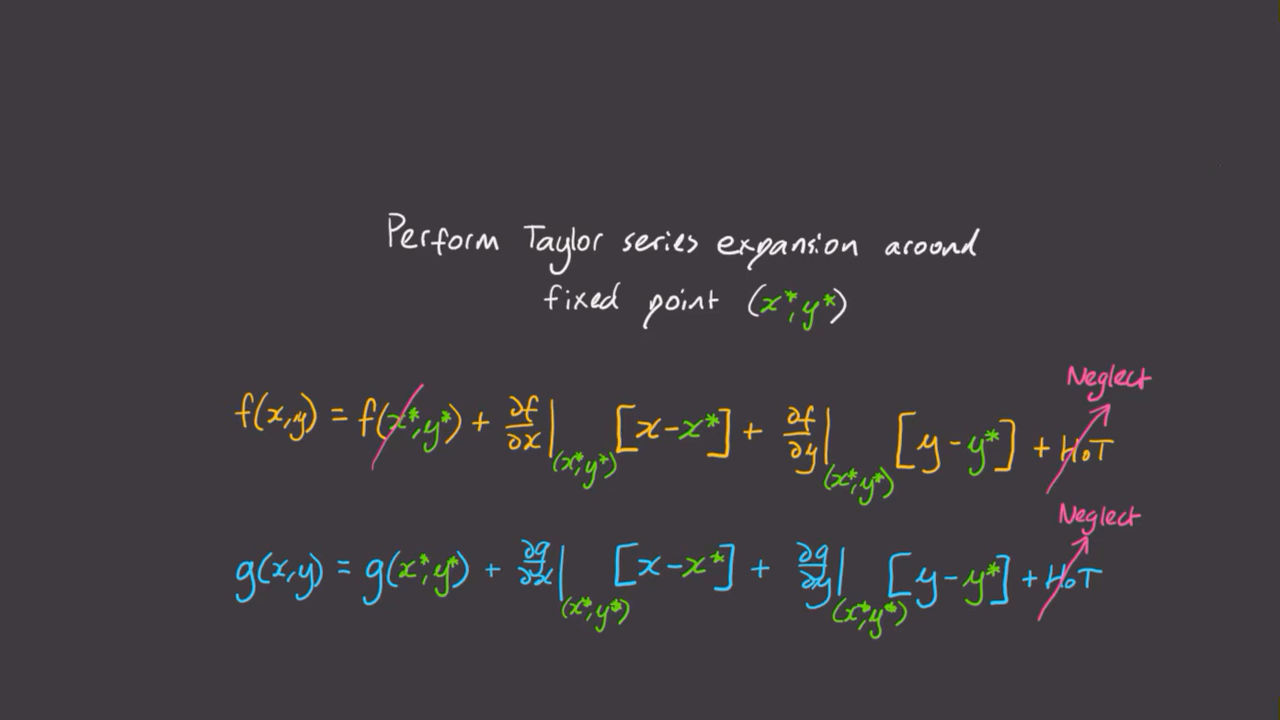 Perform Taylor series expansion around
fixed point (x*, y*)
Neglect
f(x,y) = f(x*,y*) + ∂f/∂x|(x*,y*) [x-x*] + ∂f/∂y|(x*,y*) [y-y*] + HoT
Neglect
g(x,y) = g(x*,y*) + ∂g/∂x|(x*,y*) [x-x*] + ∂g/∂y|(x*,y*) [y-y*] + HoT